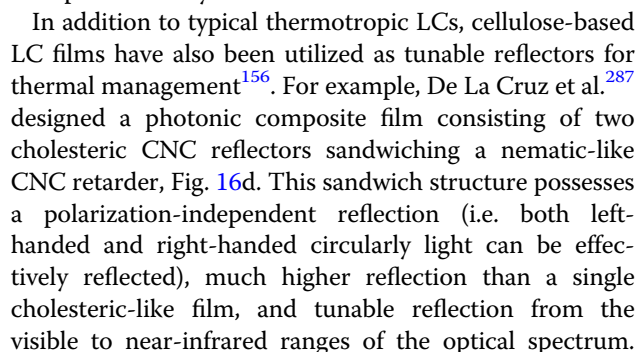 In addition to typical thermotropic LCs, cellulose-based
LC films have also been utilized as tunable reflectors for
thermal management156. For example, De La Cruz et al.287
designed a photonic composite film consisting of two
cholesteric CNC reflectors sandwiching a nematic-like
CNC retarder, Fig. 16d. This sandwich structure possesses
a polarization-independent reflection (i.e. both left-
handed and right-handed circularly light can be effec-
tively reflected), much higher reflection than a single
cholesteric-like film, and tunable reflection from the
visible to near-infrared ranges of the optical spectrum.